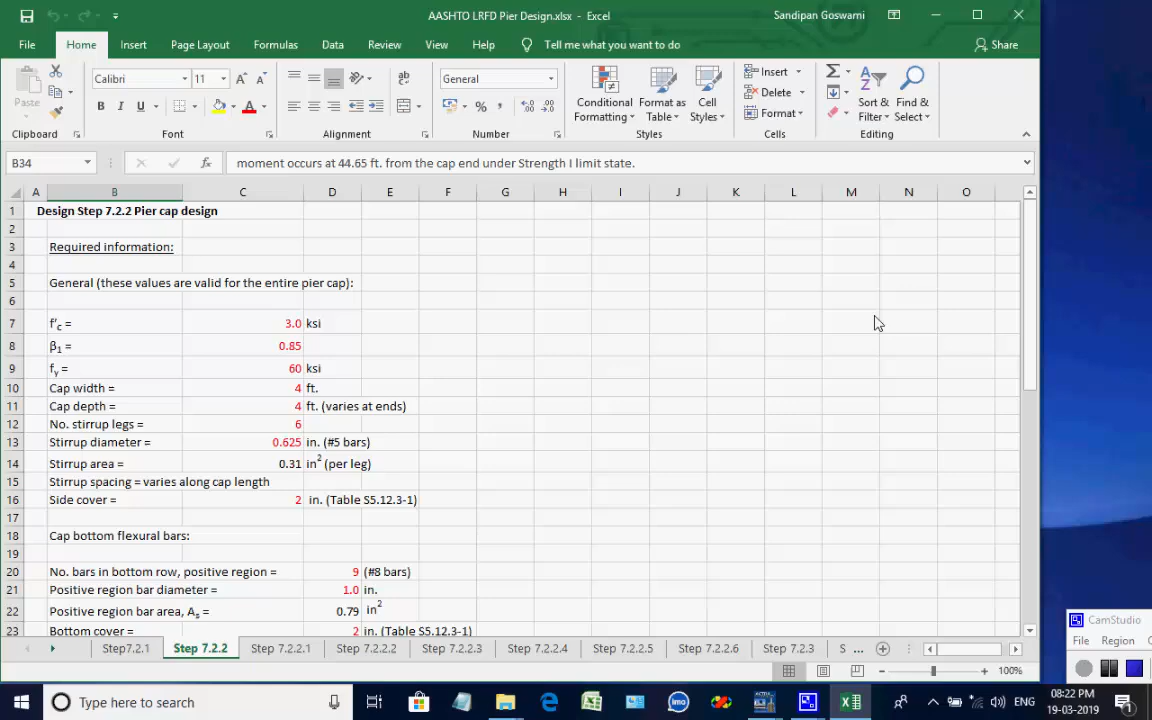 AASHTO LRFD Pier Design.xlsx - Excel
Sandipan Goswami
File Home Insert Page Layout Formulas Data Review View Help Tell me what you want to do Share
Calibri 11 General
Paste
B I U
Conditional Formatting Format as Table Cell Styles
Insert
Delete
Format
Sort & Filter Find & Select
Clipboard Font Alignment Number Styles Cells Editing
B34 fx moment occurs at 44.65 ft. from the cap end under Strength I limit state.
A B C D E F G H I J K L M N O
1 Design Step 7.2.2 Pier cap design
2
3 Required information:
4
5 General (these values are valid for the entire pier cap):
6
7 f'c = 3.0 ksi
8 β1 = 0.85
9 fy = 60 ksi
10 Cap width = 4 ft.
11 Cap depth = 4 ft. (varies at ends)
12 No. stirrup legs = 6
13 Stirrup diameter = 0.625 in. (#5 bars)
14 Stirrup area = 0.31 in2 (per leg)
15 Stirrup spacing = varies along cap length
16 Side cover = 2 in. (Table S5.12.3-1)
17
18 Cap bottom flexural bars:
19
20 No. bars in bottom row, positive region = 9 (#8 bars)
21 Positive region bar diameter = 1.0 in.
22 Positive region bar area, As = 0.79 in2
23 Bottom cover = 2 in. (Table S5.12.3-1)
Step7.2.1 Step 7.2.2 Step 7.2.2.1 Step 7.2.2.2 Step 7.2.2.3 Step 7.2.2.4 Step 7.2.2.5 Step 7.2.2.6 Step 7.2.3 S ...
100%
CamStudio
File Region
Type here to search
ENG
08:22 PM
19-03-2019